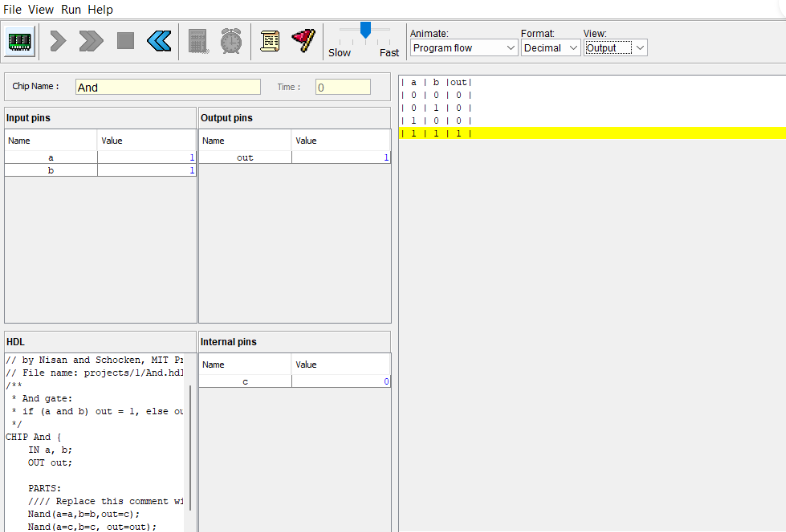 File View Run Help
Slow Fast
Animate: Format: View:
Program flow Decimal Output
Chip Name : And Time : 0
Input pins Output pins
Name Value Name Value
a 1 out 1
b 1
| a | b |out|
| 0 | 0 | 0 |
| 0 | 1 | 0 |
| 1 | 0 | 0 |
| 1 | 1 | 1 |
HDL Internal pins
Name Value
c 0
// by Nisan and Schocken, MIT Pr
// File name: projects/1/And.hdl
/**
* And gate:
* if (a and b) out = 1, else ou
*/
CHIP And {
IN a, b;
OUT out;
PARTS:
//// Replace this comment wi
Nand(a=a,b=b,out=c);
Nand(a=c,b=c, out=out);